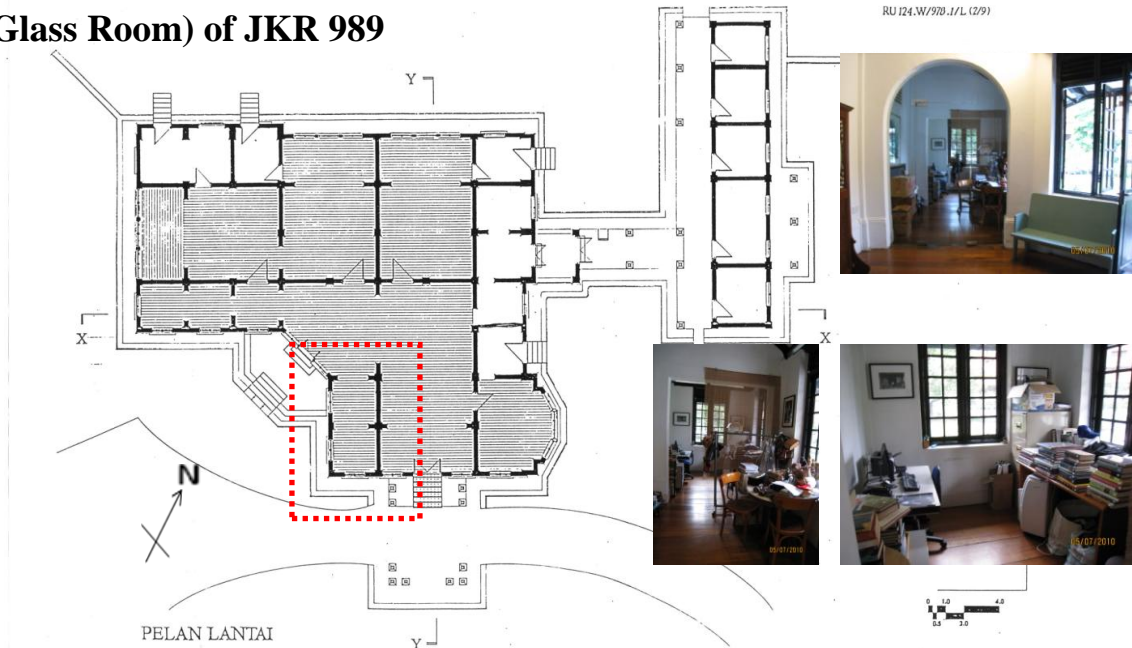 Glass Room) of JKR 989
RU 124.W/978.1/L (2/9)
Y
X
X
N
05/07/2010
05/07/2010
05/07/2010
PELAN LANTAI
Y
0 1.0 4.0
0.5 2.0